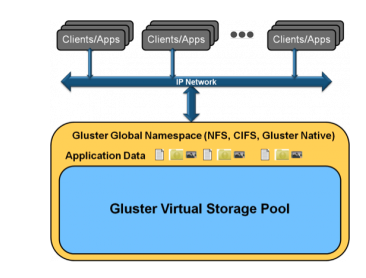 Clients/Apps
Clients/Apps
Clients/Apps
IP Network
Gluster Global Namespace (NFS, CIFS, Gluster Native)
Application Data
Gluster Virtual Storage Pool